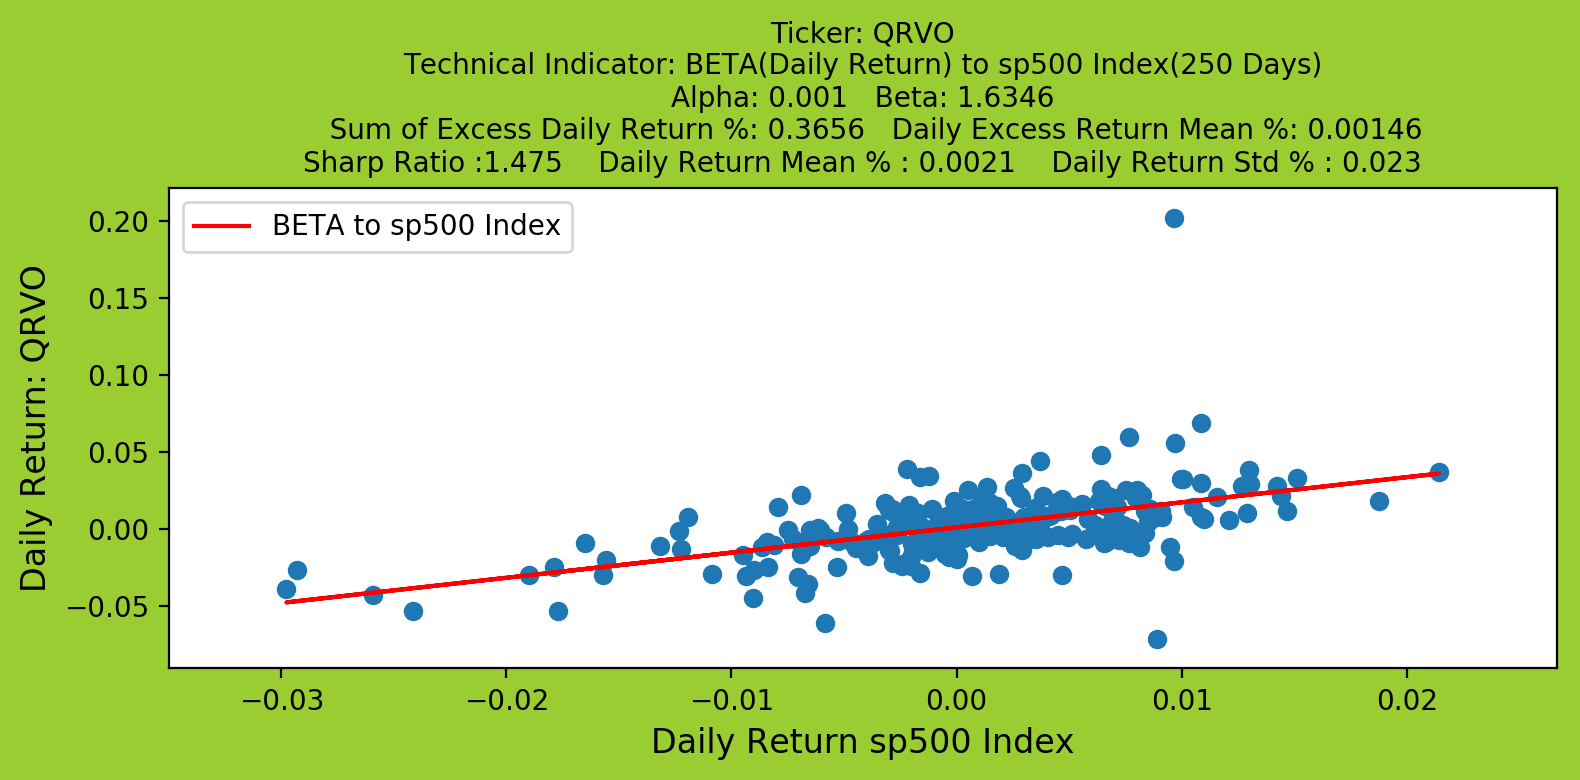 Ticker: QRVO
Technical Indicator: BETA(Daily Return) to sp500 Index(250 Days)
Alpha: 0.001 Beta: 1.6346
Sum of Excess Daily Return %: 0.3656 Daily Excess Return Mean %: 0.00146
Sharp Ratio :1.475 Daily Return Mean % : 0.0021 Daily Return Std % : 0.023
BETA to sp500 Index
Daily Return: QRVO
0.20
0.15
0.10
0.05
0.00
−0.05
−0.03 −0.02 −0.01 0.00 0.01 0.02
Daily Return sp500 Index